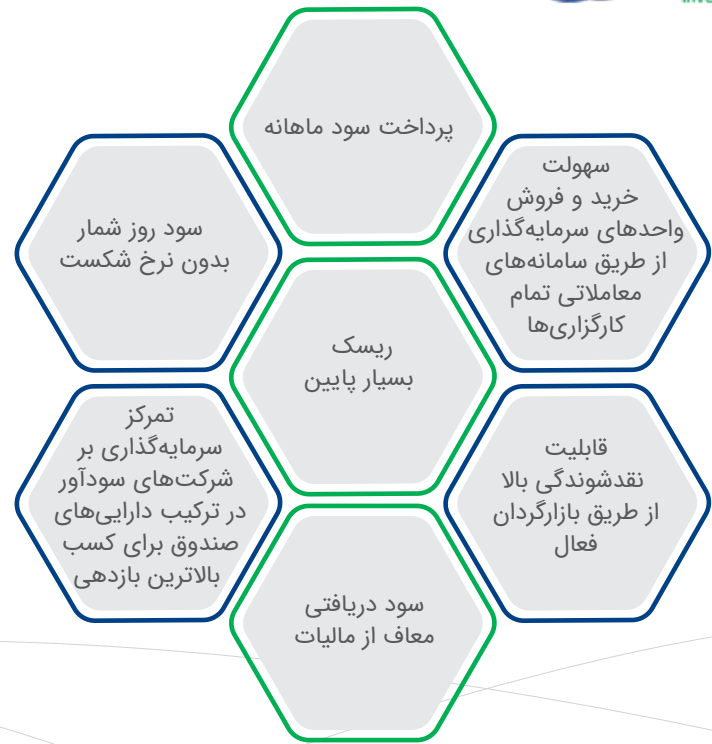 پرداخت سود ماهانه
سهولت
خرید و فروش
واحدهای سرمایه‌گذاری
از طریق سامانه‌های
معاملاتی تمام
کارگزاری‌ها
سود روز شمار
بدون نرخ شکست
ریسک
بسیار پایین
قابلیت
نقدشوندگی بالا
از طریق بازارگردان
فعال
تمرکز
سرمایه‌گذاری بر
شرکت‌های سودآور
در ترکیب دارایی‌های
صندوق برای کسب
بالاترین بازدهی
سود دریافتی
معاف از مالیات